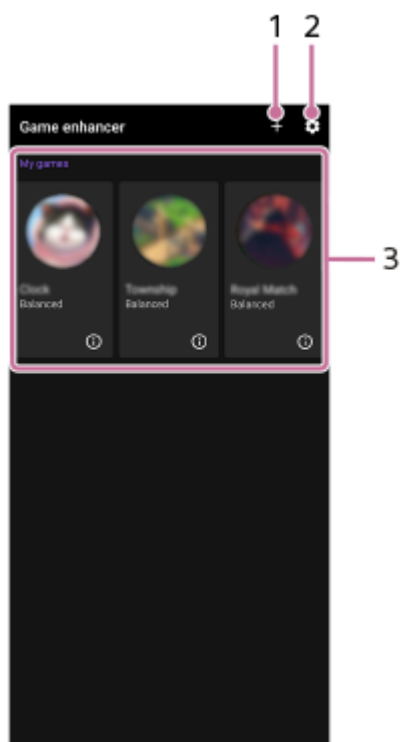 1 2
Game enhancer
My games
3
Clock Township Royal Match
Balanced Balanced Balanced